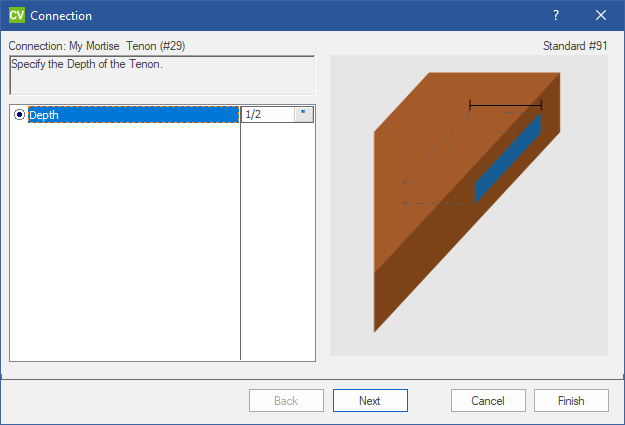 CV Connection ?
Connection: My Mortise  Tenon (#29) Standard #91
Specify the Depth of the Tenon.
Depth 1/2 "
Back Next Cancel Finish